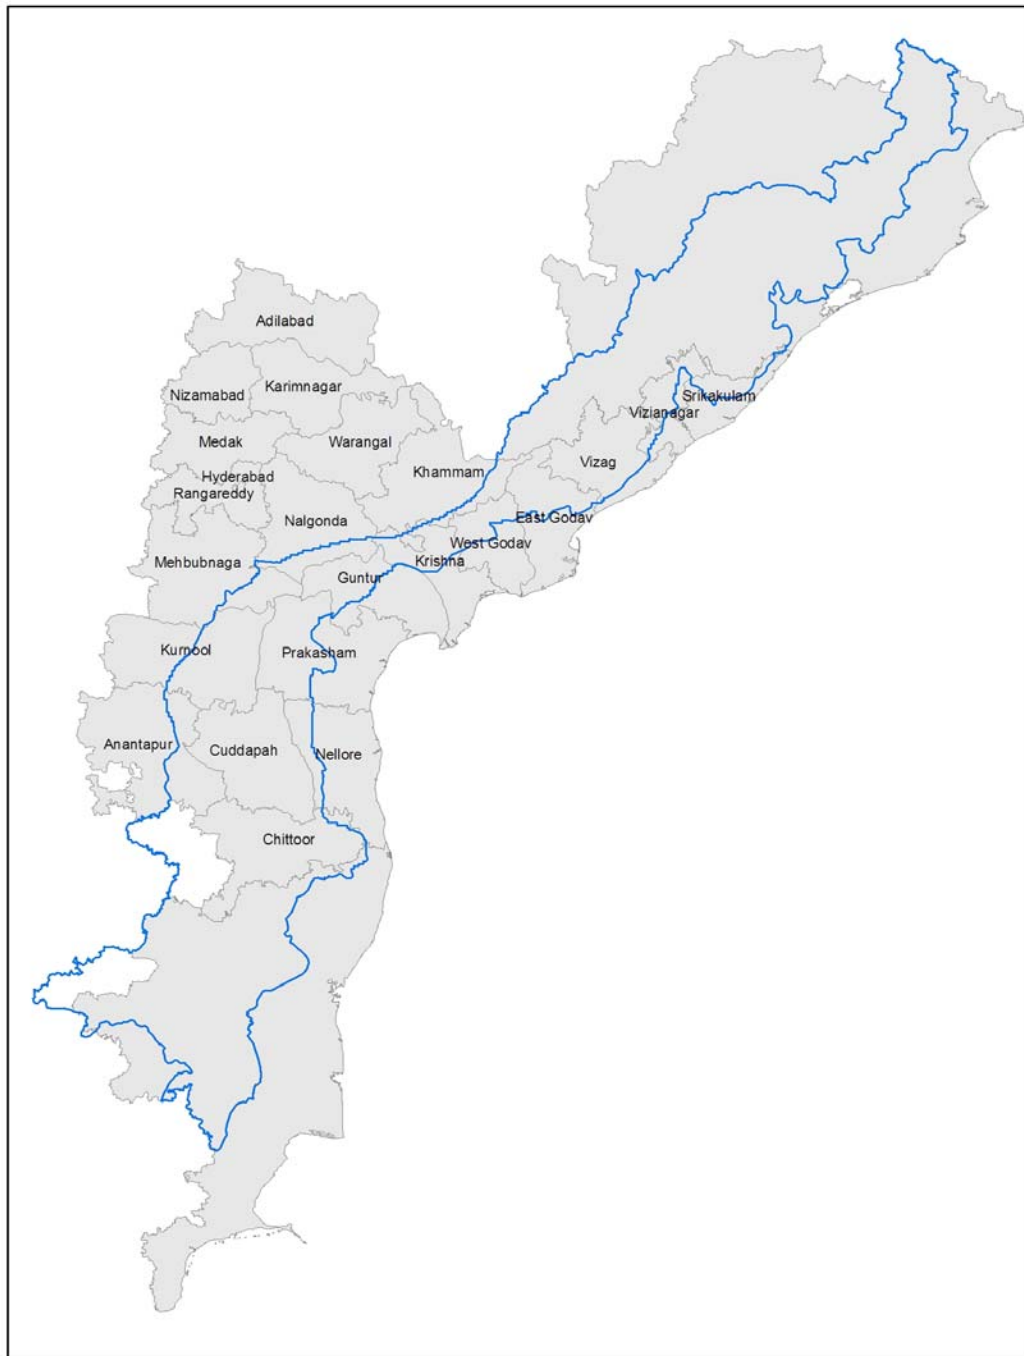 Adilabad
Karimnagar
Nizamabad
Srikakulam
Vizianagar
Medak
Warangal
Vizag
Khammam
Hyderabad
Rangareddy
East Godav
Nalgonda
West Godav
Mehbubnaga
Krishna
Guntur
Kurnool
Prakasham
Anantapur
Cuddapah
Nellore
Chittoor